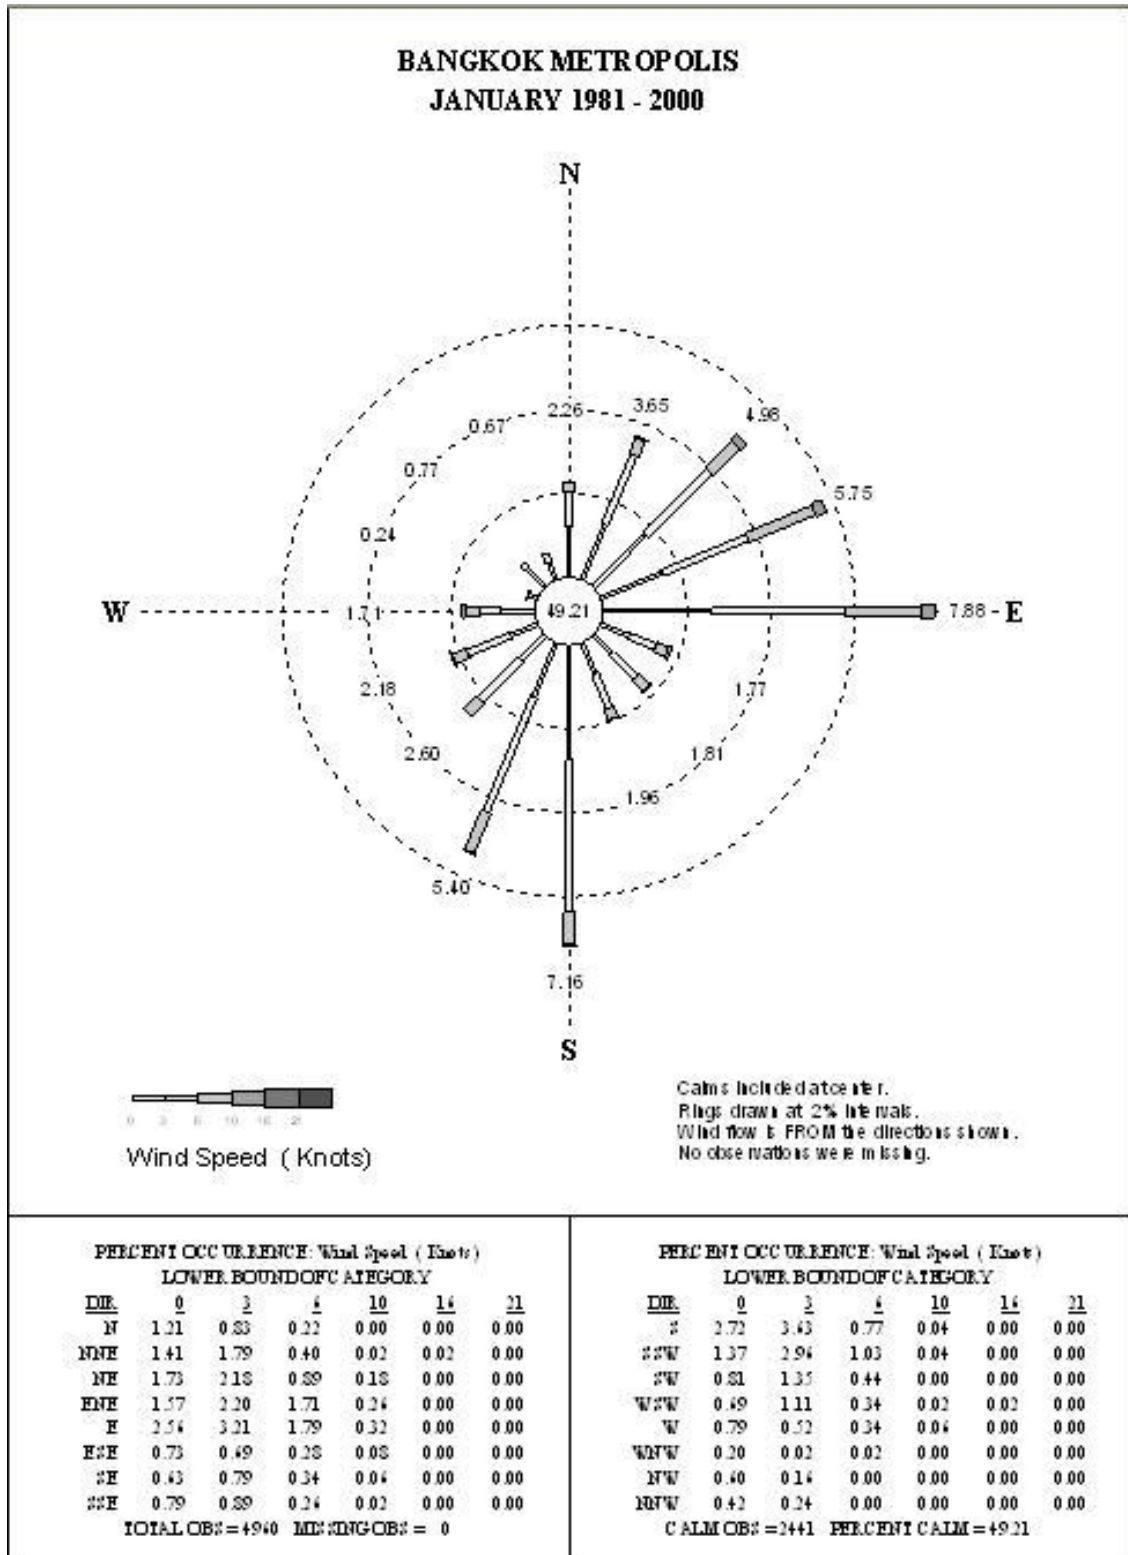 BANGKOK METROPOLIS
JANUARY 1981 - 2000
N
2.26
3.65
4.98
0.67
0.77
5.75
0.24
W
1.71
49.21
7.88
E
2.18
1.77
2.60
1.81
1.96
5.40
7.16
S
0 3 6 10 16 21
Wind Speed ( Knots)
Calms included at center.
Rings drawn at 2% intervals.
Wind flow is FROM the directions shown.
No observations were missing.
PERCENT OCCURRENCE: Wind Speed ( Knots )
LOWER BOUND OF CATEGORY
DIR 0 3 6 10 16 21
N 1.21 0.83 0.22 0.00 0.00 0.00
NNE 1.41 1.79 0.40 0.02 0.02 0.00
NE 1.73 2.18 0.89 0.18 0.00 0.00
ENE 1.57 2.20 1.71 0.26 0.00 0.00
E 2.56 3.21 1.79 0.32 0.00 0.00
ESE 0.73 0.69 0.28 0.08 0.00 0.00
SE 0.63 0.79 0.34 0.06 0.00 0.00
SSE 0.79 0.89 0.26 0.02 0.00 0.00
TOTAL OBS = 4960 MISSING OBS = 0
PERCENT OCCURRENCE: Wind Speed ( Knots )
LOWER BOUND OF CATEGORY
DIR 0 3 6 10 16 21
S 2.72 3.63 0.77 0.04 0.00 0.00
SSW 1.37 2.96 1.03 0.04 0.00 0.00
SW 0.81 1.35 0.44 0.00 0.00 0.00
WSW 0.69 1.11 0.34 0.02 0.02 0.00
W 0.79 0.52 0.34 0.06 0.00 0.00
WNW 0.20 0.02 0.02 0.00 0.00 0.00
NW 0.60 0.16 0.00 0.00 0.00 0.00
NNW 0.42 0.24 0.00 0.00 0.00 0.00
CALM OBS = 2441 PERCENT CALM = 49.21